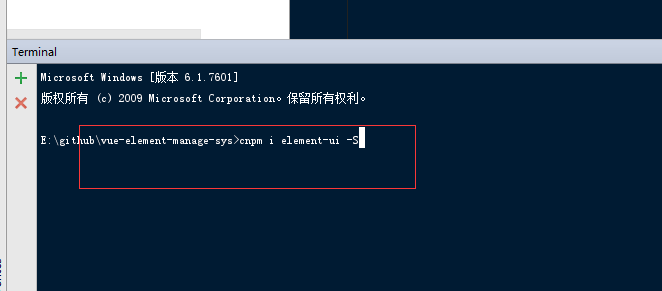 Terminal
Microsoft Windows [版本 6.1.7601]
版权所有 (c) 2009 Microsoft Corporation。保留所有权利。
E:\github\vue-element-manage-sys>cnpm i element-ui -S